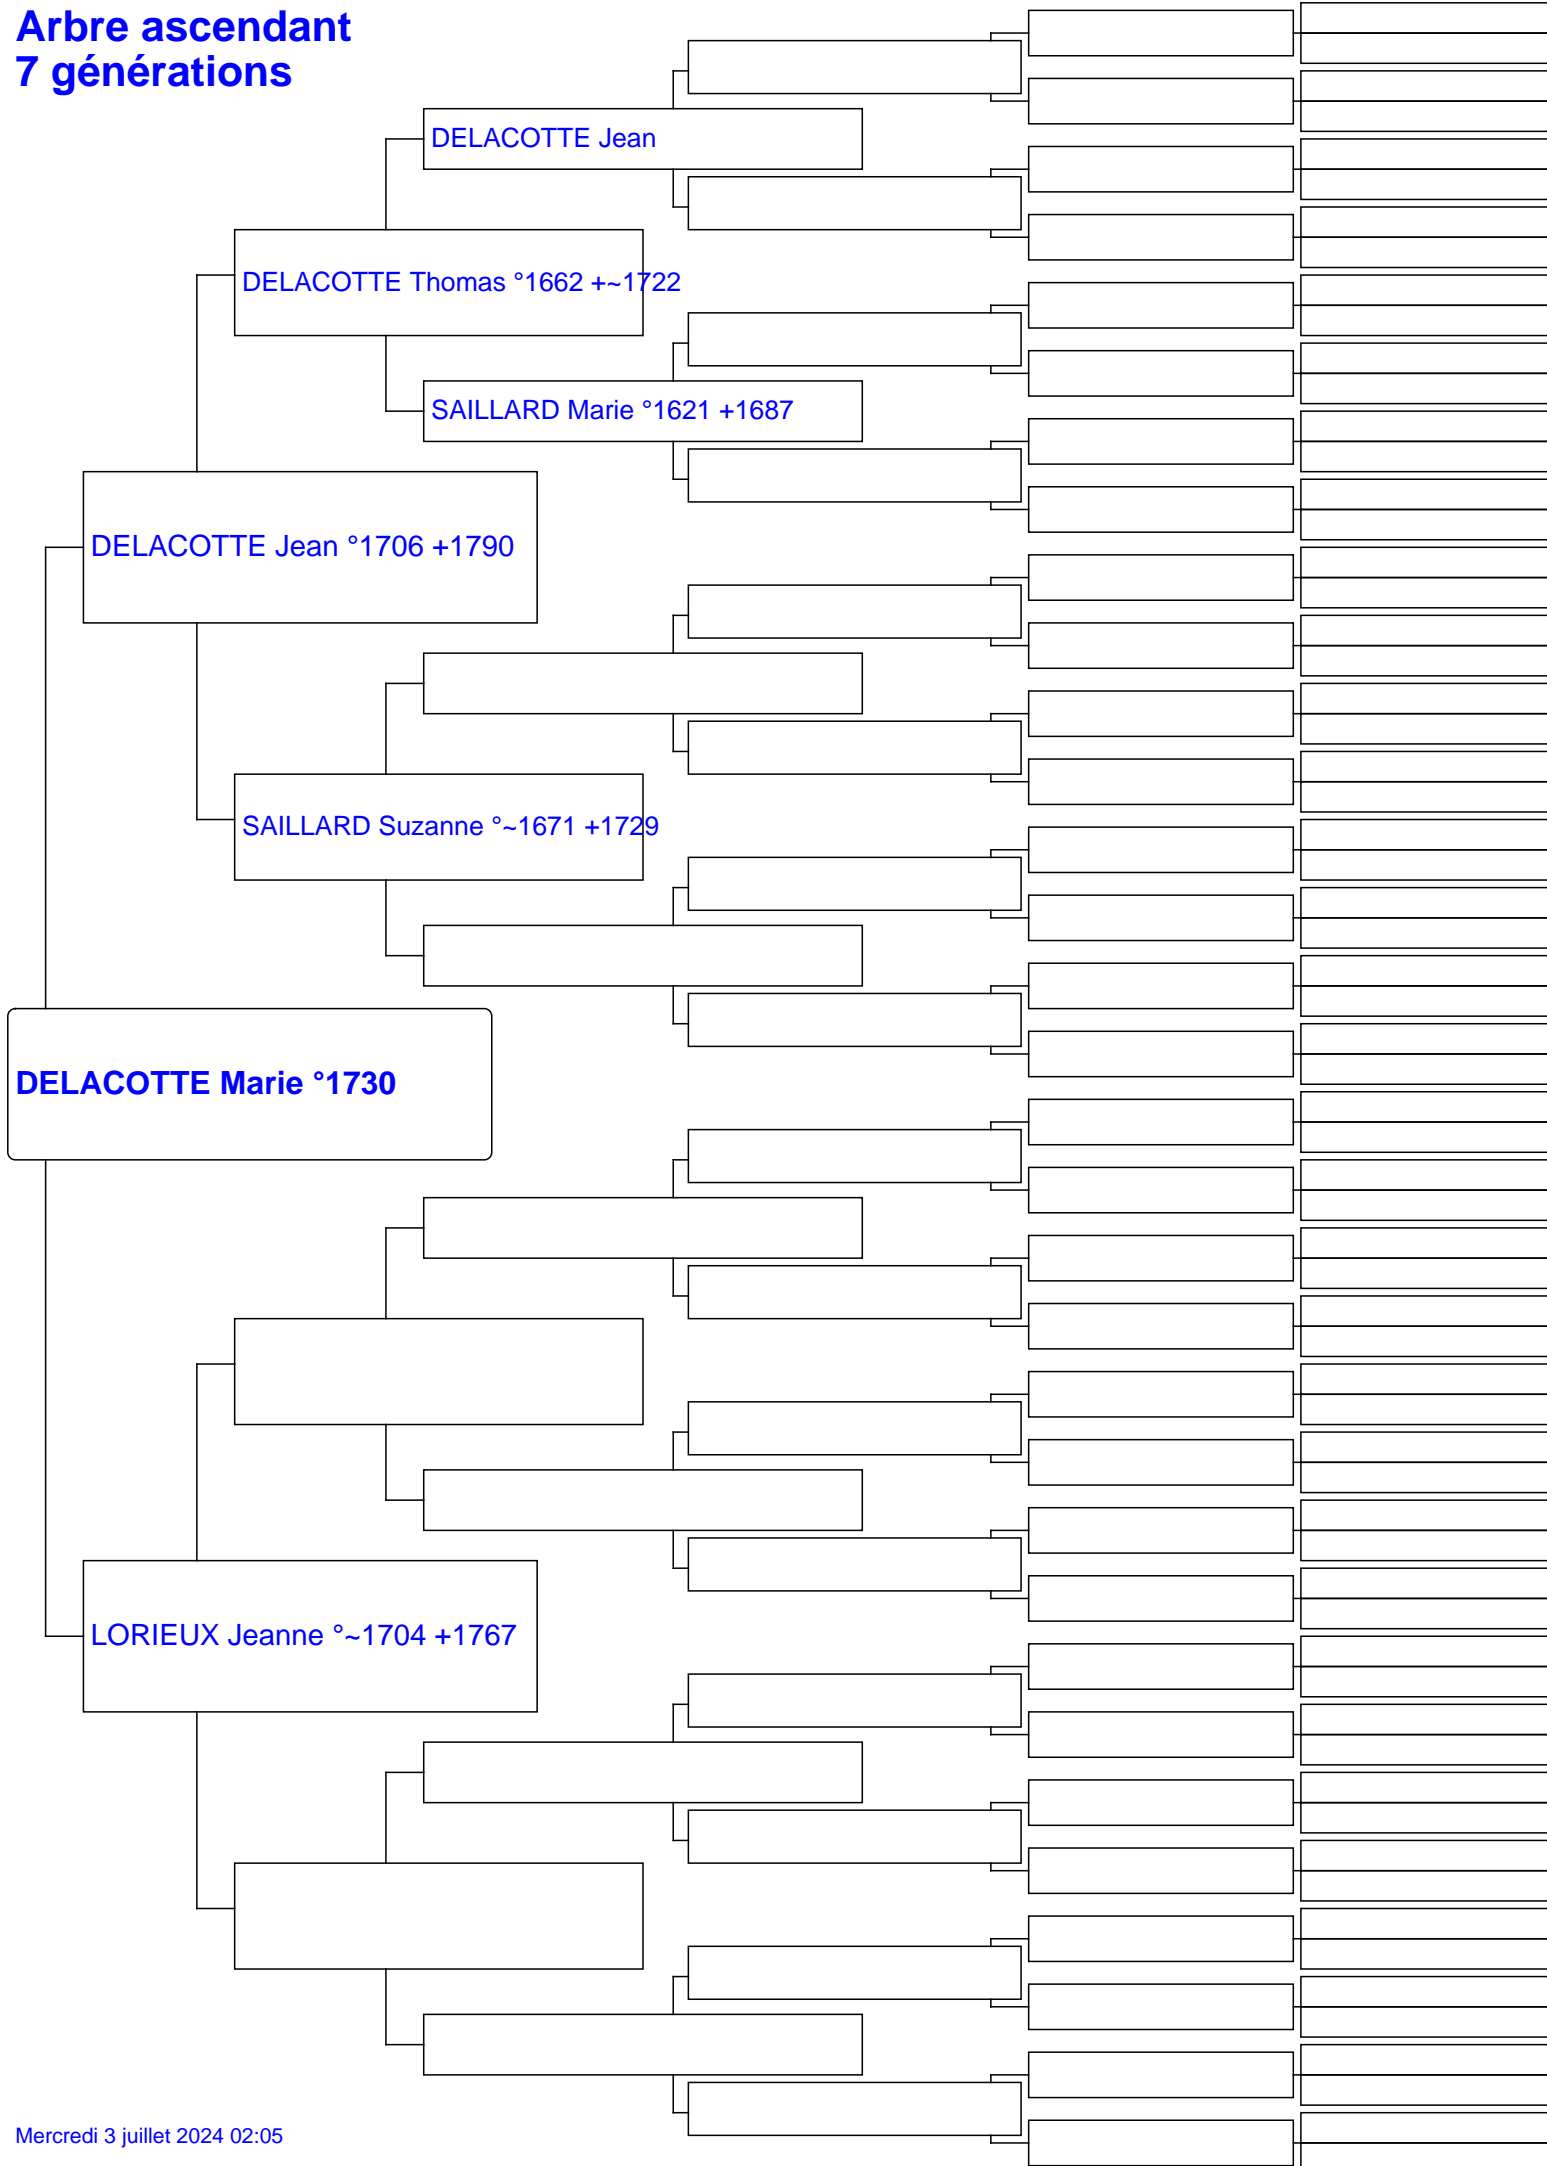 Arbre ascendant
7 générations
DELACOTTE Jean
DELACOTTE Thomas °1662 +~1722
SAILLARD Marie °1621 +1687
DELACOTTE Jean °1706 +1790
SAILLARD Suzanne °~1671 +1729
DELACOTTE Marie °1730
LORIEUX Jeanne °~1704 +1767
Mercredi 3 juillet 2024 02:05